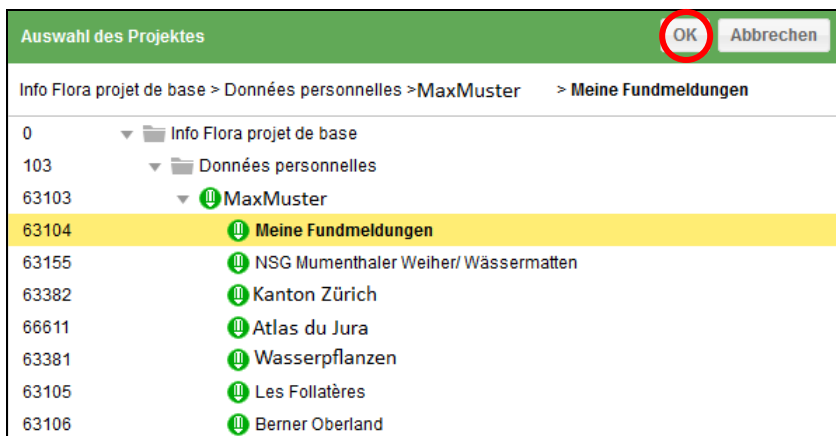 Auswahl des Projektes OK Abbrechen
Info Flora projet de base > Données personnelles >MaxMuster > Meine Fundmeldungen
0 Info Flora projet de base
103 Données personnelles
63103 MaxMuster
63104 Meine Fundmeldungen
63155 NSG Mumenthaler Weiher/ Wässermatten
63382 Kanton Zürich
66611 Atlas du Jura
63381 Wasserpflanzen
63105 Les Follatères
63106 Berner Oberland